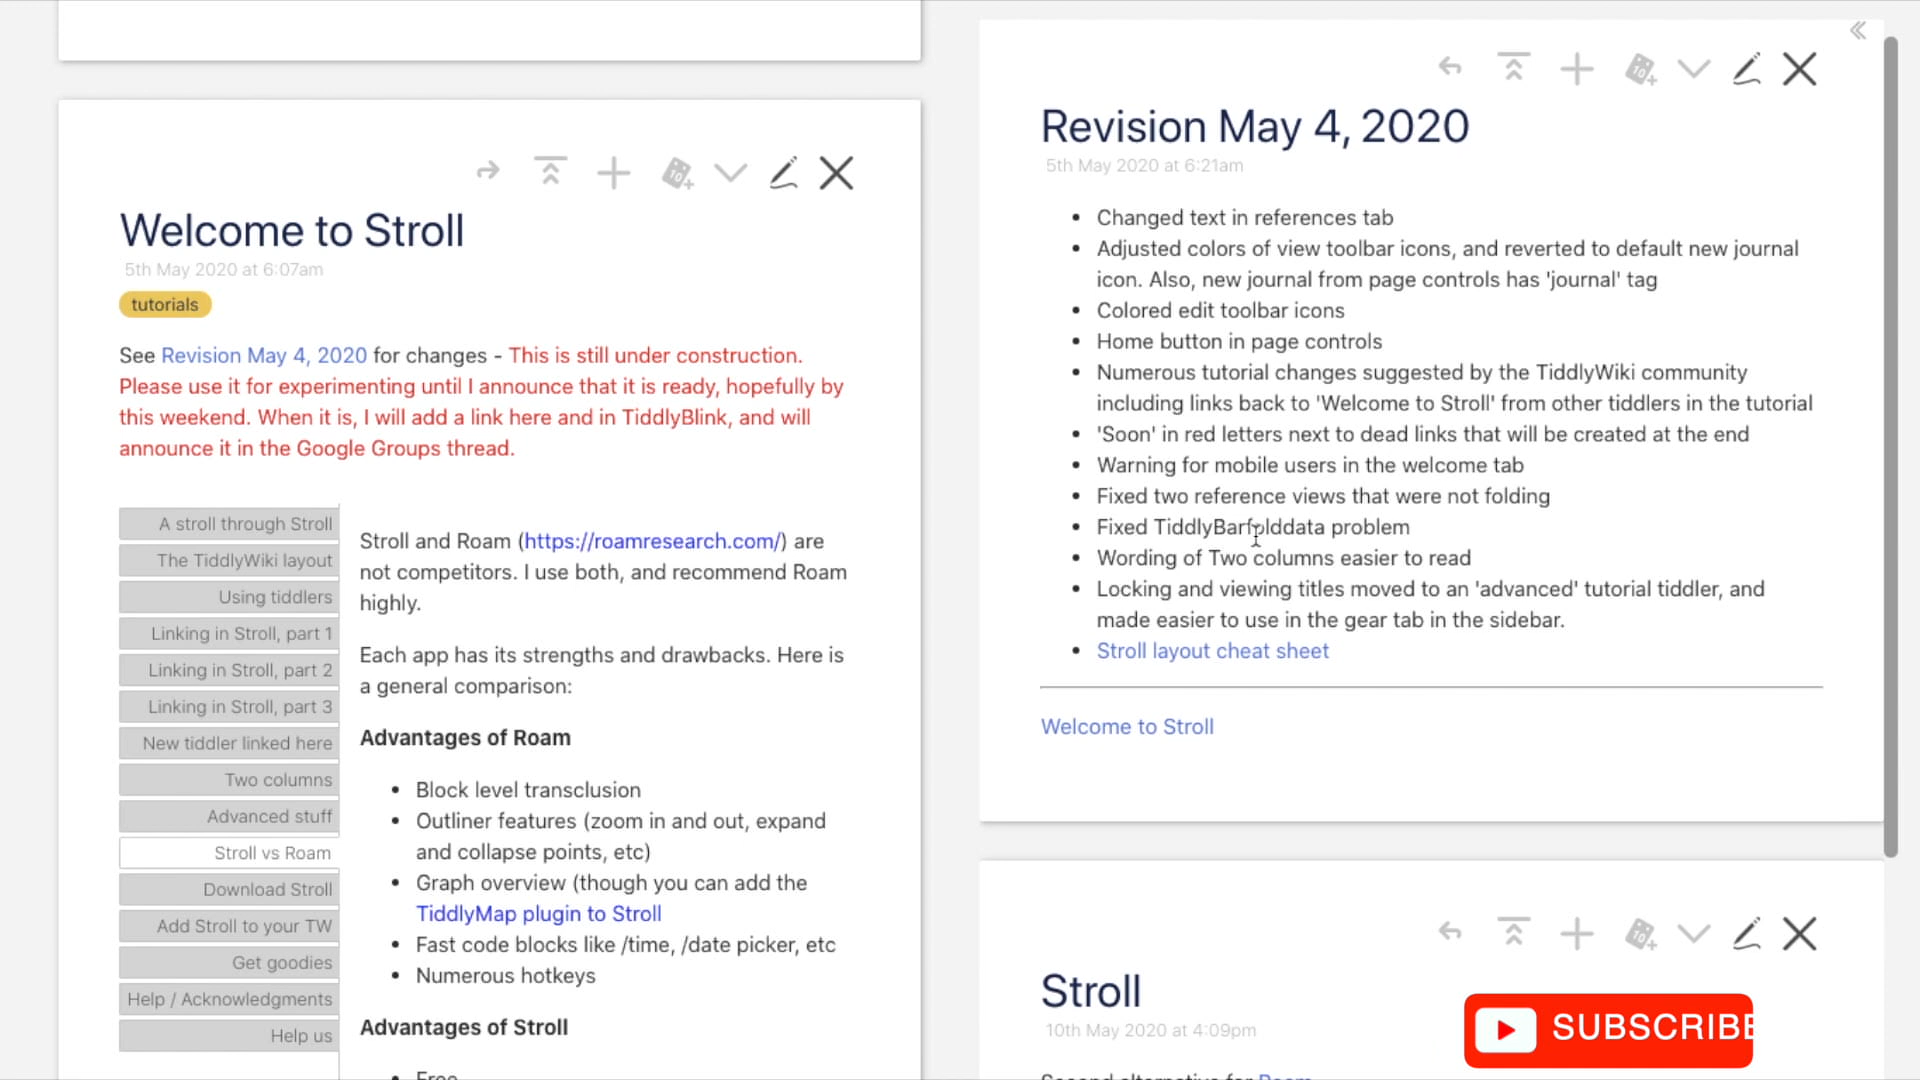 Welcome to Stroll
5th May 2020 at 6:07am
tutorials
See Revision May 4, 2020 for changes - This is still under construction.
Please use it for experimenting until I announce that it is ready, hopefully by
this weekend. When it is, I will add a link here and in TiddlyBlink, and will
announce it in the Google Groups thread.
A stroll through Stroll
The TiddlyWiki layout
Using tiddlers
Linking in Stroll, part 1
Linking in Stroll, part 2
Linking in Stroll, part 3
New tiddler linked here
Two columns
Advanced stuff
Stroll vs Roam
Download Stroll
Add Stroll to your TW
Get goodies
Help / Acknowledgments
Help us
Stroll and Roam (https://roamresearch.com/) are
not competitors. I use both, and recommend Roam
highly.
Each app has its strengths and drawbacks. Here is
a general comparison:
Advantages of Roam
• Block level transclusion
• Outliner features (zoom in and out, expand
and collapse points, etc)
• Graph overview (though you can add the
TiddlyMap plugin to Stroll
• Fast code blocks like /time, /date picker, etc
• Numerous hotkeys
Advantages of Stroll
• Free
Revision May 4, 2020
5th May 2020 at 6:21am
• Changed text in references tab
• Adjusted colors of view toolbar icons, and reverted to default new journal
icon. Also, new journal from page controls has 'journal' tag
• Colored edit toolbar icons
• Home button in page controls
• Numerous tutorial changes suggested by the TiddlyWiki community
including links back to 'Welcome to Stroll' from other tiddlers in the tutorial
• 'Soon' in red letters next to dead links that will be created at the end
• Warning for mobile users in the welcome tab
• Fixed two reference views that were not folding
• Fixed TiddlyBarfolddata problem
• Wording of Two columns easier to read
• Locking and viewing titles moved to an 'advanced' tutorial tiddler, and
made easier to use in the gear tab in the sidebar.
• Stroll layout cheat sheet
Welcome to Stroll
Stroll
10th May 2020 at 4:09pm
Second alternative for Roam
SUBSCRIBE